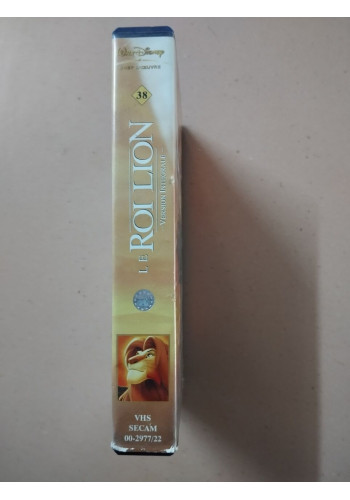 WALT DISNEY
38
LE ROI LION
VERSION INTÉGRALE
VHS
SECAM
00-2977/22